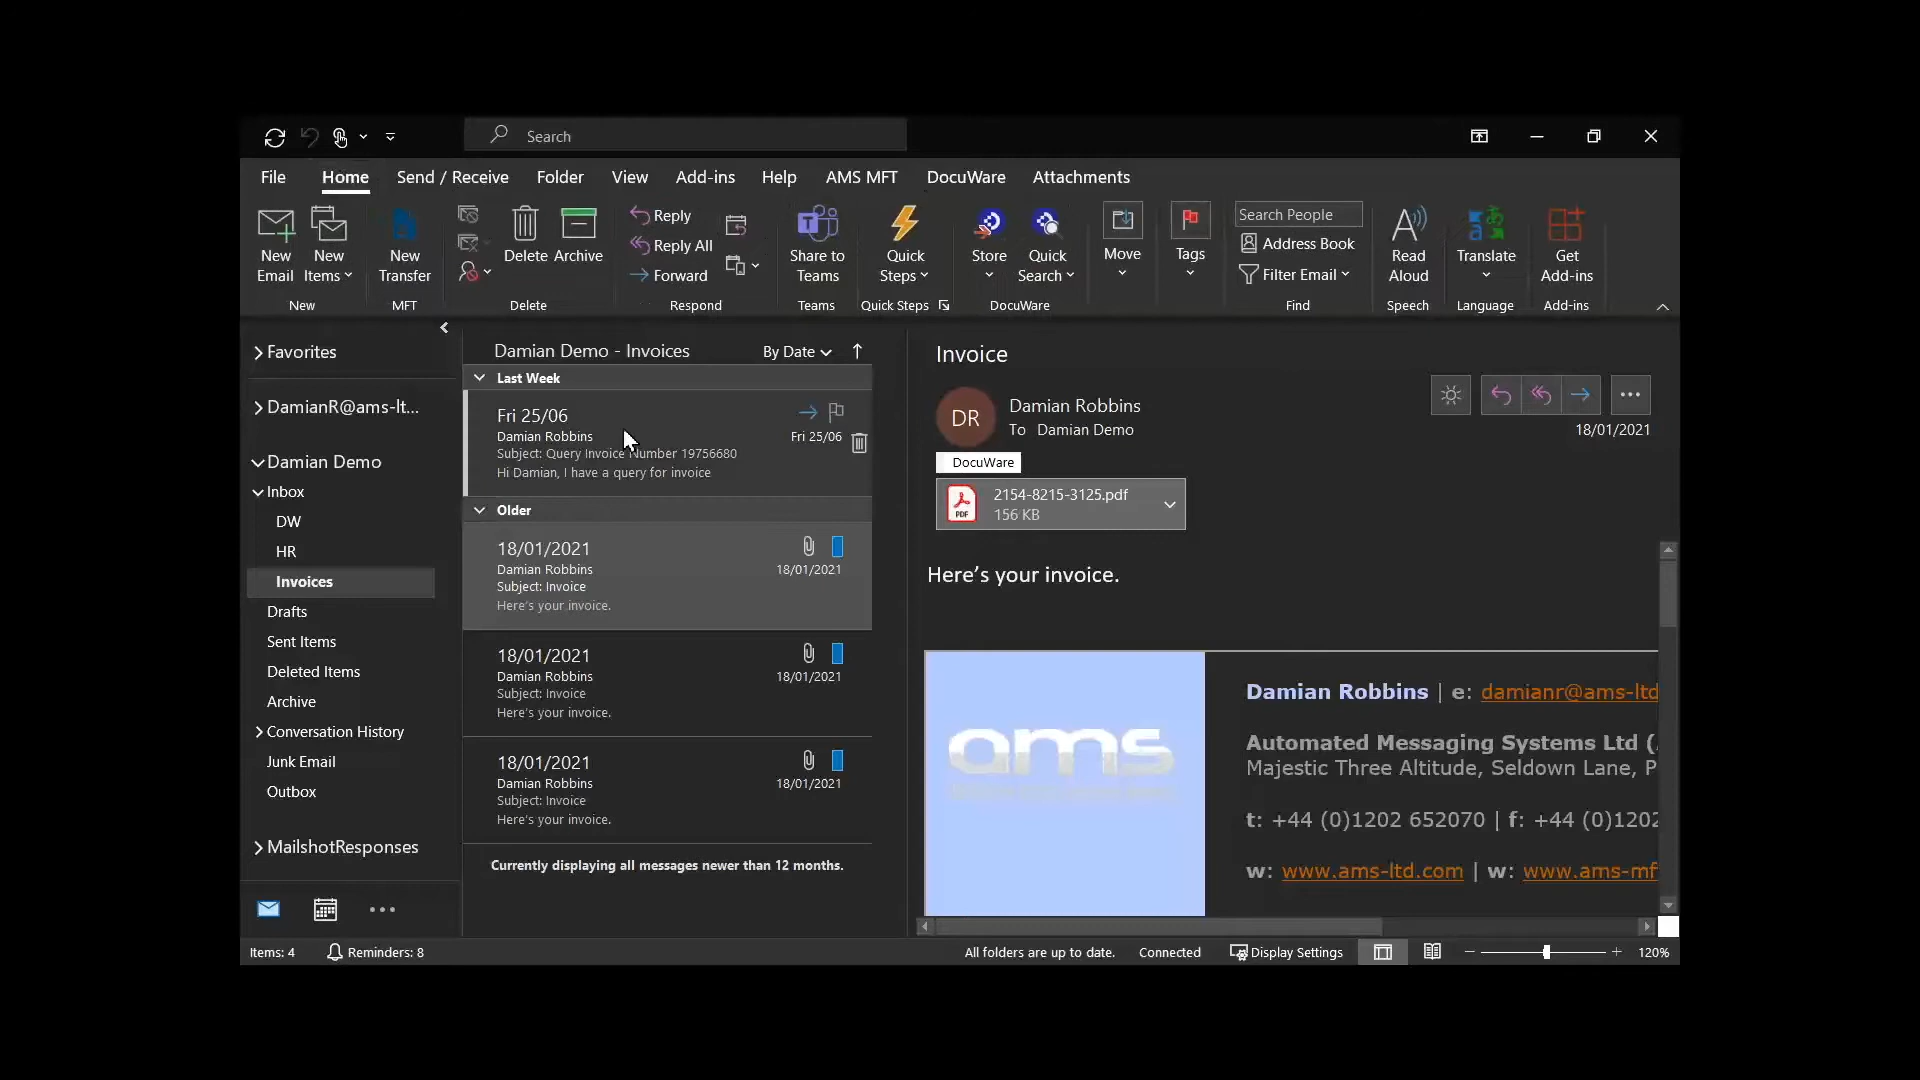 Search
File Home Send / Receive Folder View Add-ins Help AMS MFT DocuWare Attachments
New Email
New Items
New Transfer
Delete
Archive
Reply
Reply All
Forward
Share to Teams
Quick Steps
Store
Quick Search
Move
Tags
Search People
Address Book
Filter Email
Read Aloud
Translate
Get Add-ins
New MFT Delete Respond Teams Quick Steps DocuWare Find Speech Language Add-ins
Favorites
DamianR@ams-lt...
Damian Demo
Inbox
DW
HR
Invoices
Drafts
Sent Items
Deleted Items
Archive
Conversation History
Junk Email
Outbox
MailshotResponses
Damian Demo - Invoices By Date
Last Week
Fri 25/06
Damian Robbins Fri 25/06
Subject: Query Invoice Number 19756680
Hi Damian, I have a query for invoice
Older
18/01/2021
Damian Robbins 18/01/2021
Subject: Invoice
Here's your invoice.
18/01/2021
Damian Robbins 18/01/2021
Subject: Invoice
Here's your invoice.
18/01/2021
Damian Robbins 18/01/2021
Subject: Invoice
Here's your invoice.
Currently displaying all messages newer than 12 months.
Invoice
DR
Damian Robbins
To Damian Demo
18/01/2021
DocuWare
PDF
2154-8215-3125.pdf
156 KB
Here's your invoice.
ams
Damian Robbins | e: damianr@ams-ltd
Automated Messaging Systems Ltd (
Majestic Three Altitude, Seldown Lane, P
t: +44 (0)1202 652070 | f: +44 (0)1202
w: www.ams-ltd.com | w: www.ams-mf
Items: 4 Reminders: 8 All folders are up to date. Connected Display Settings 120%